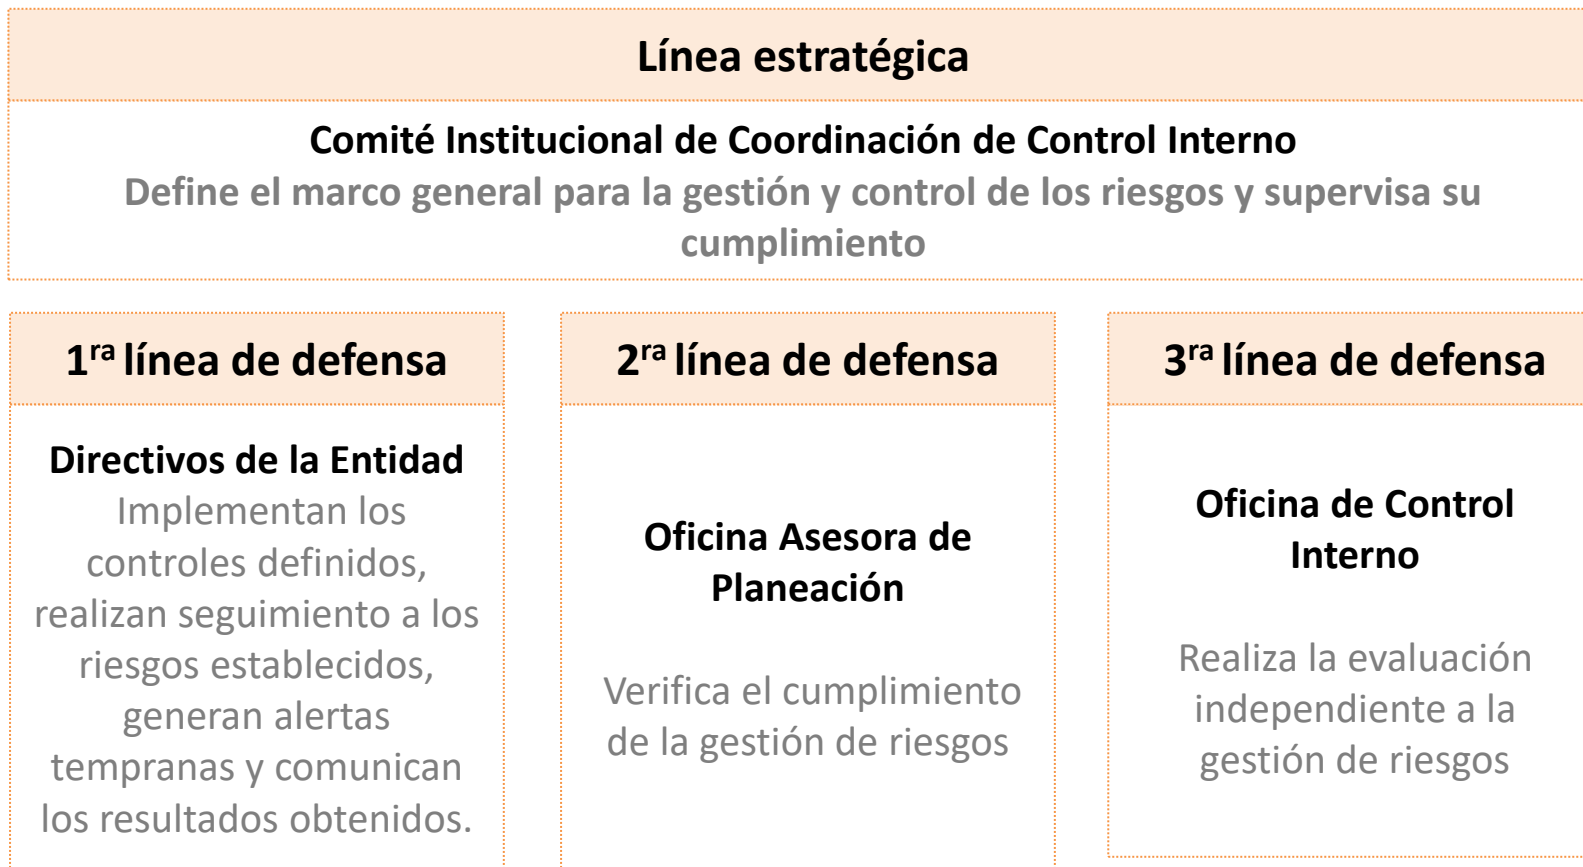 Línea estratégica
Comité Institucional de Coordinación de Control Interno
Define el marco general para la gestión y control de los riesgos y supervisa su
cumplimiento
1ra línea de defensa
Directivos de la Entidad
Implementan los
controles definidos,
realizan seguimiento a los
riesgos establecidos,
generan alertas
tempranas y comunican
los resultados obtenidos.
2ra línea de defensa
Oficina Asesora de
Planeación
Verifica el cumplimiento
de la gestión de riesgos
3ra línea de defensa
Oficina de Control
Interno
Realiza la evaluación
independiente a la
gestión de riesgos